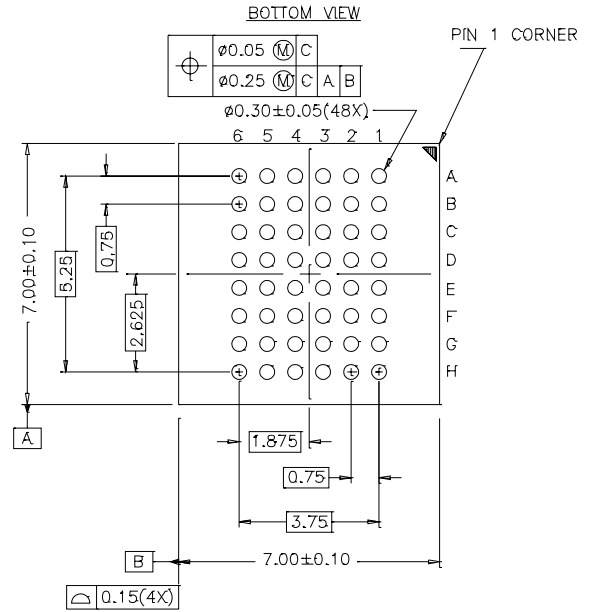 BOTTOM VIEW
PIN 1 CORNER
Ø0.05 Ⓜ C
Ø0.25 Ⓜ C A B
Ø0.30±0.05(48X)
6 5 4 3 2 1
A
B
C
D
E
F
G
H
7.00±0.10
5.25
0.75
2.625
A
1.875
0.75
3.75
B
7.00±0.10
0.15(4X)